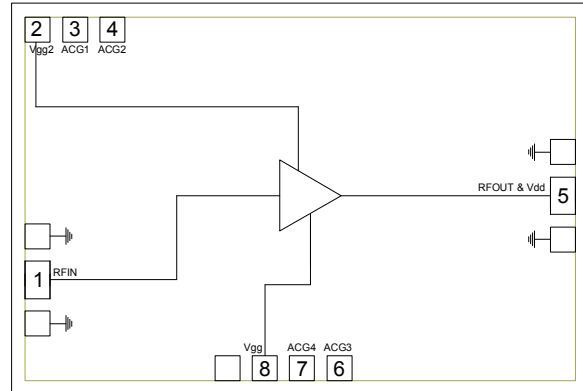 2 3 4
Vgg2 ACG1 ACG2
RFOUT & Vdd 5
1 RFIN
Vgg ACG4 ACG3
8 7 6